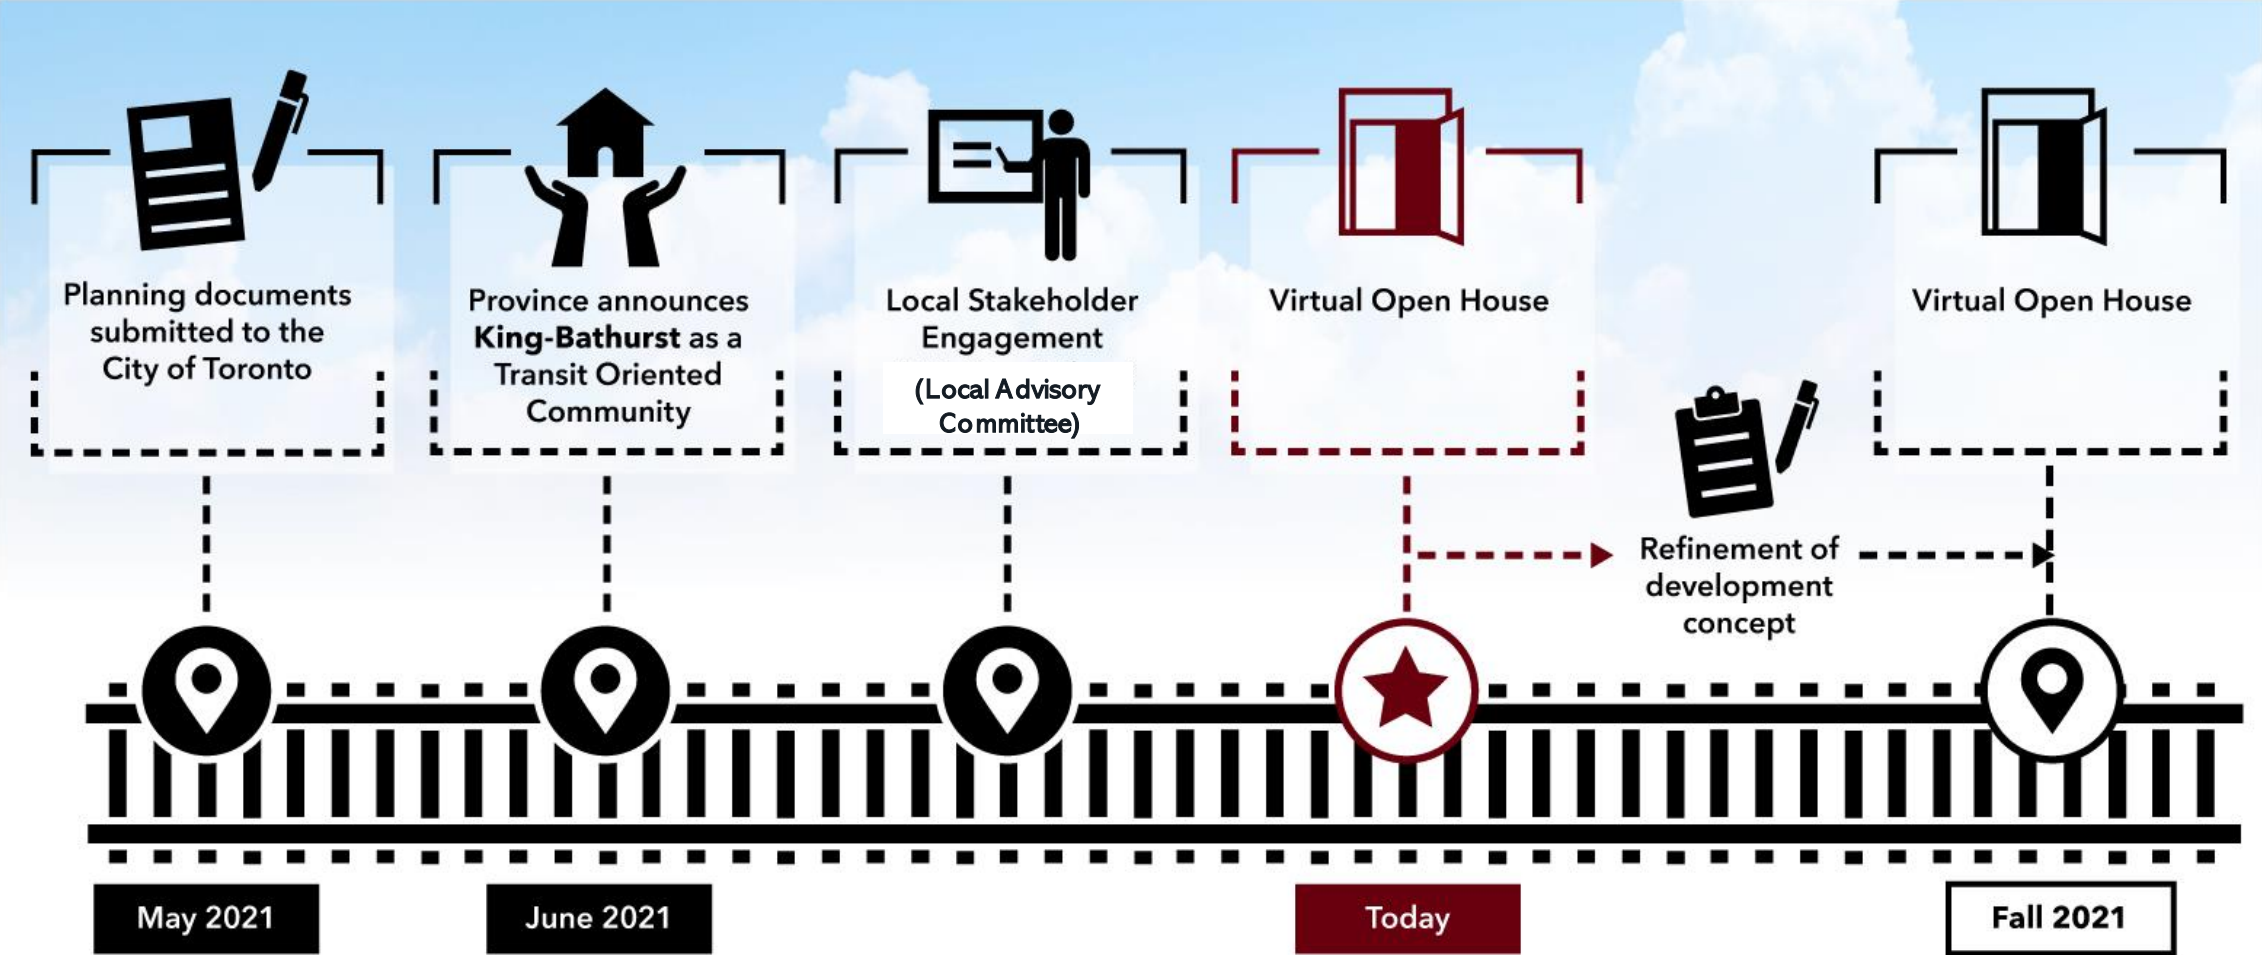 Planning documents
submitted to the
City of Toronto
Province announces
King-Bathurst as a
Transit Oriented
Community
Local Stakeholder
Engagement
(Local Advisory
Committee)
Virtual Open House
Refinement of
development
concept
Virtual Open House
May 2021
June 2021
Today
Fall 2021